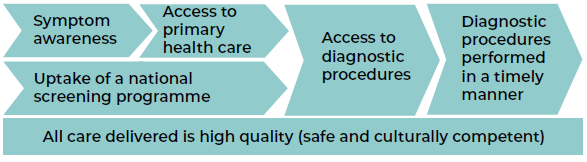 Symptom
awareness
Access to
primary
health care
Uptake of a national
screening programme
Access to
diagnostic
procedures
Diagnostic
procedures
performed
in a timely
manner
All care delivered is high quality (safe and culturally competent)